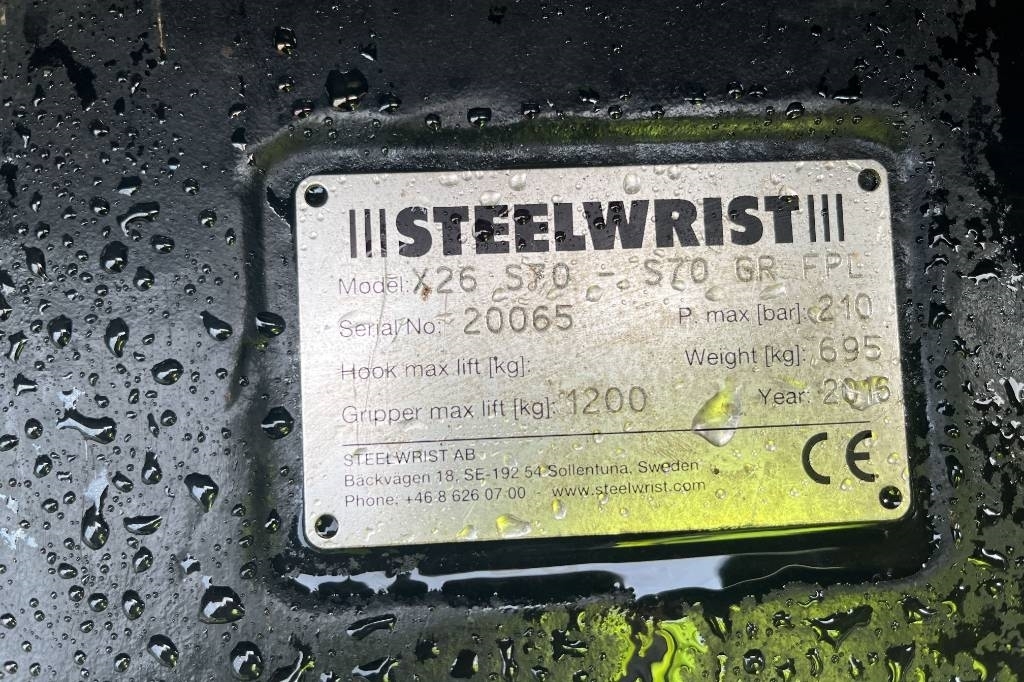 STEELWRIST
Model: X26 S70 - S70 GR FPL
Serial No: 20065 P. max [bar]: 210
Hook max lift [kg]: Weight [kg]: 695
Gripper max lift [kg]: 1200 Year:
STEELWRIST AB
Bäckvägen 18, SE-192 54 Sollentuna, Sweden
Phone: +46 8 626 07 00 - www.steelwrist.com
CE